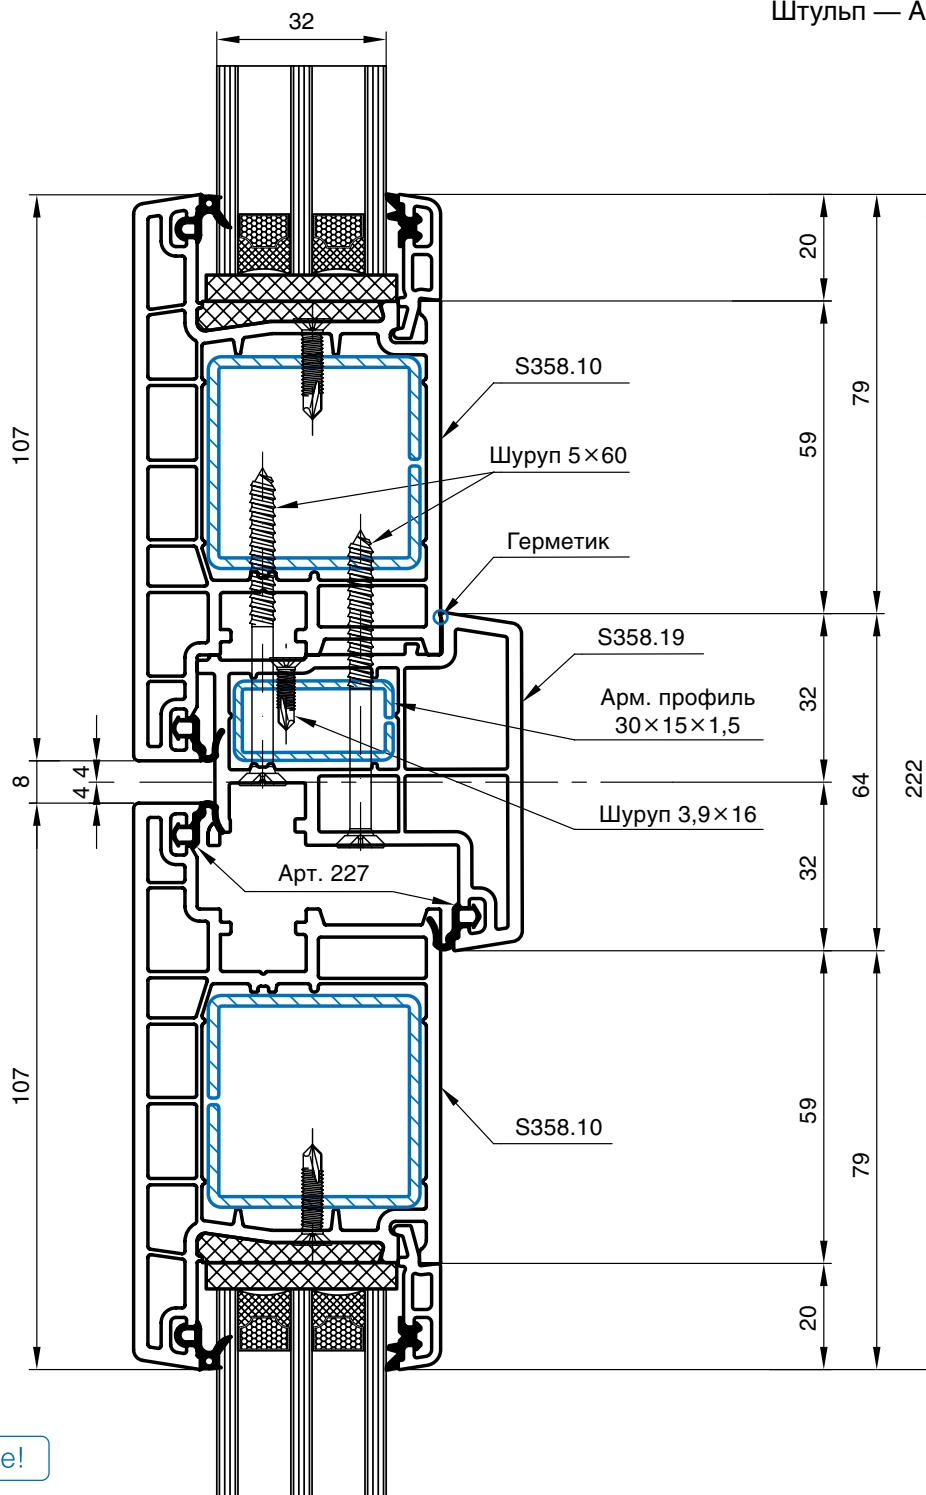 Штульп — А
32
20
79
59
107
S358.10
Шуруп 5×60
Герметик
S358.19
32
Арм. профиль
30×15×1,5
8
4
4
64
222
Шуруп 3,9×16
32
Арт. 227
107
59
S358.10
79
20
е!